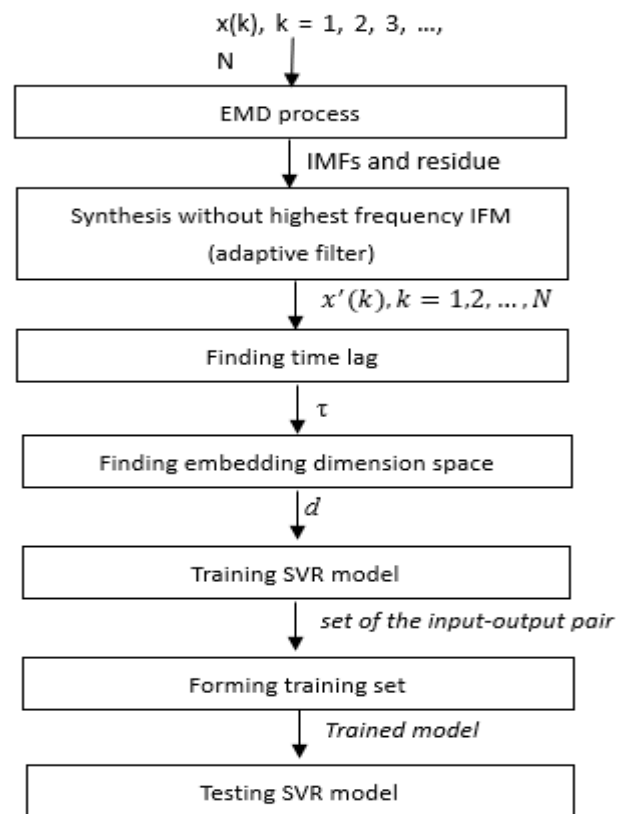 x(k), k = 1, 2, 3, ...,
N
EMD process
IMFs and residue
Synthesis without highest frequency IFM
(adaptive filter)
x′(k), k = 1,2, ... , N
Finding time lag
τ
Finding embedding dimension space
d
Training SVR model
set of the input-output pair
Forming training set
Trained model
Testing SVR model